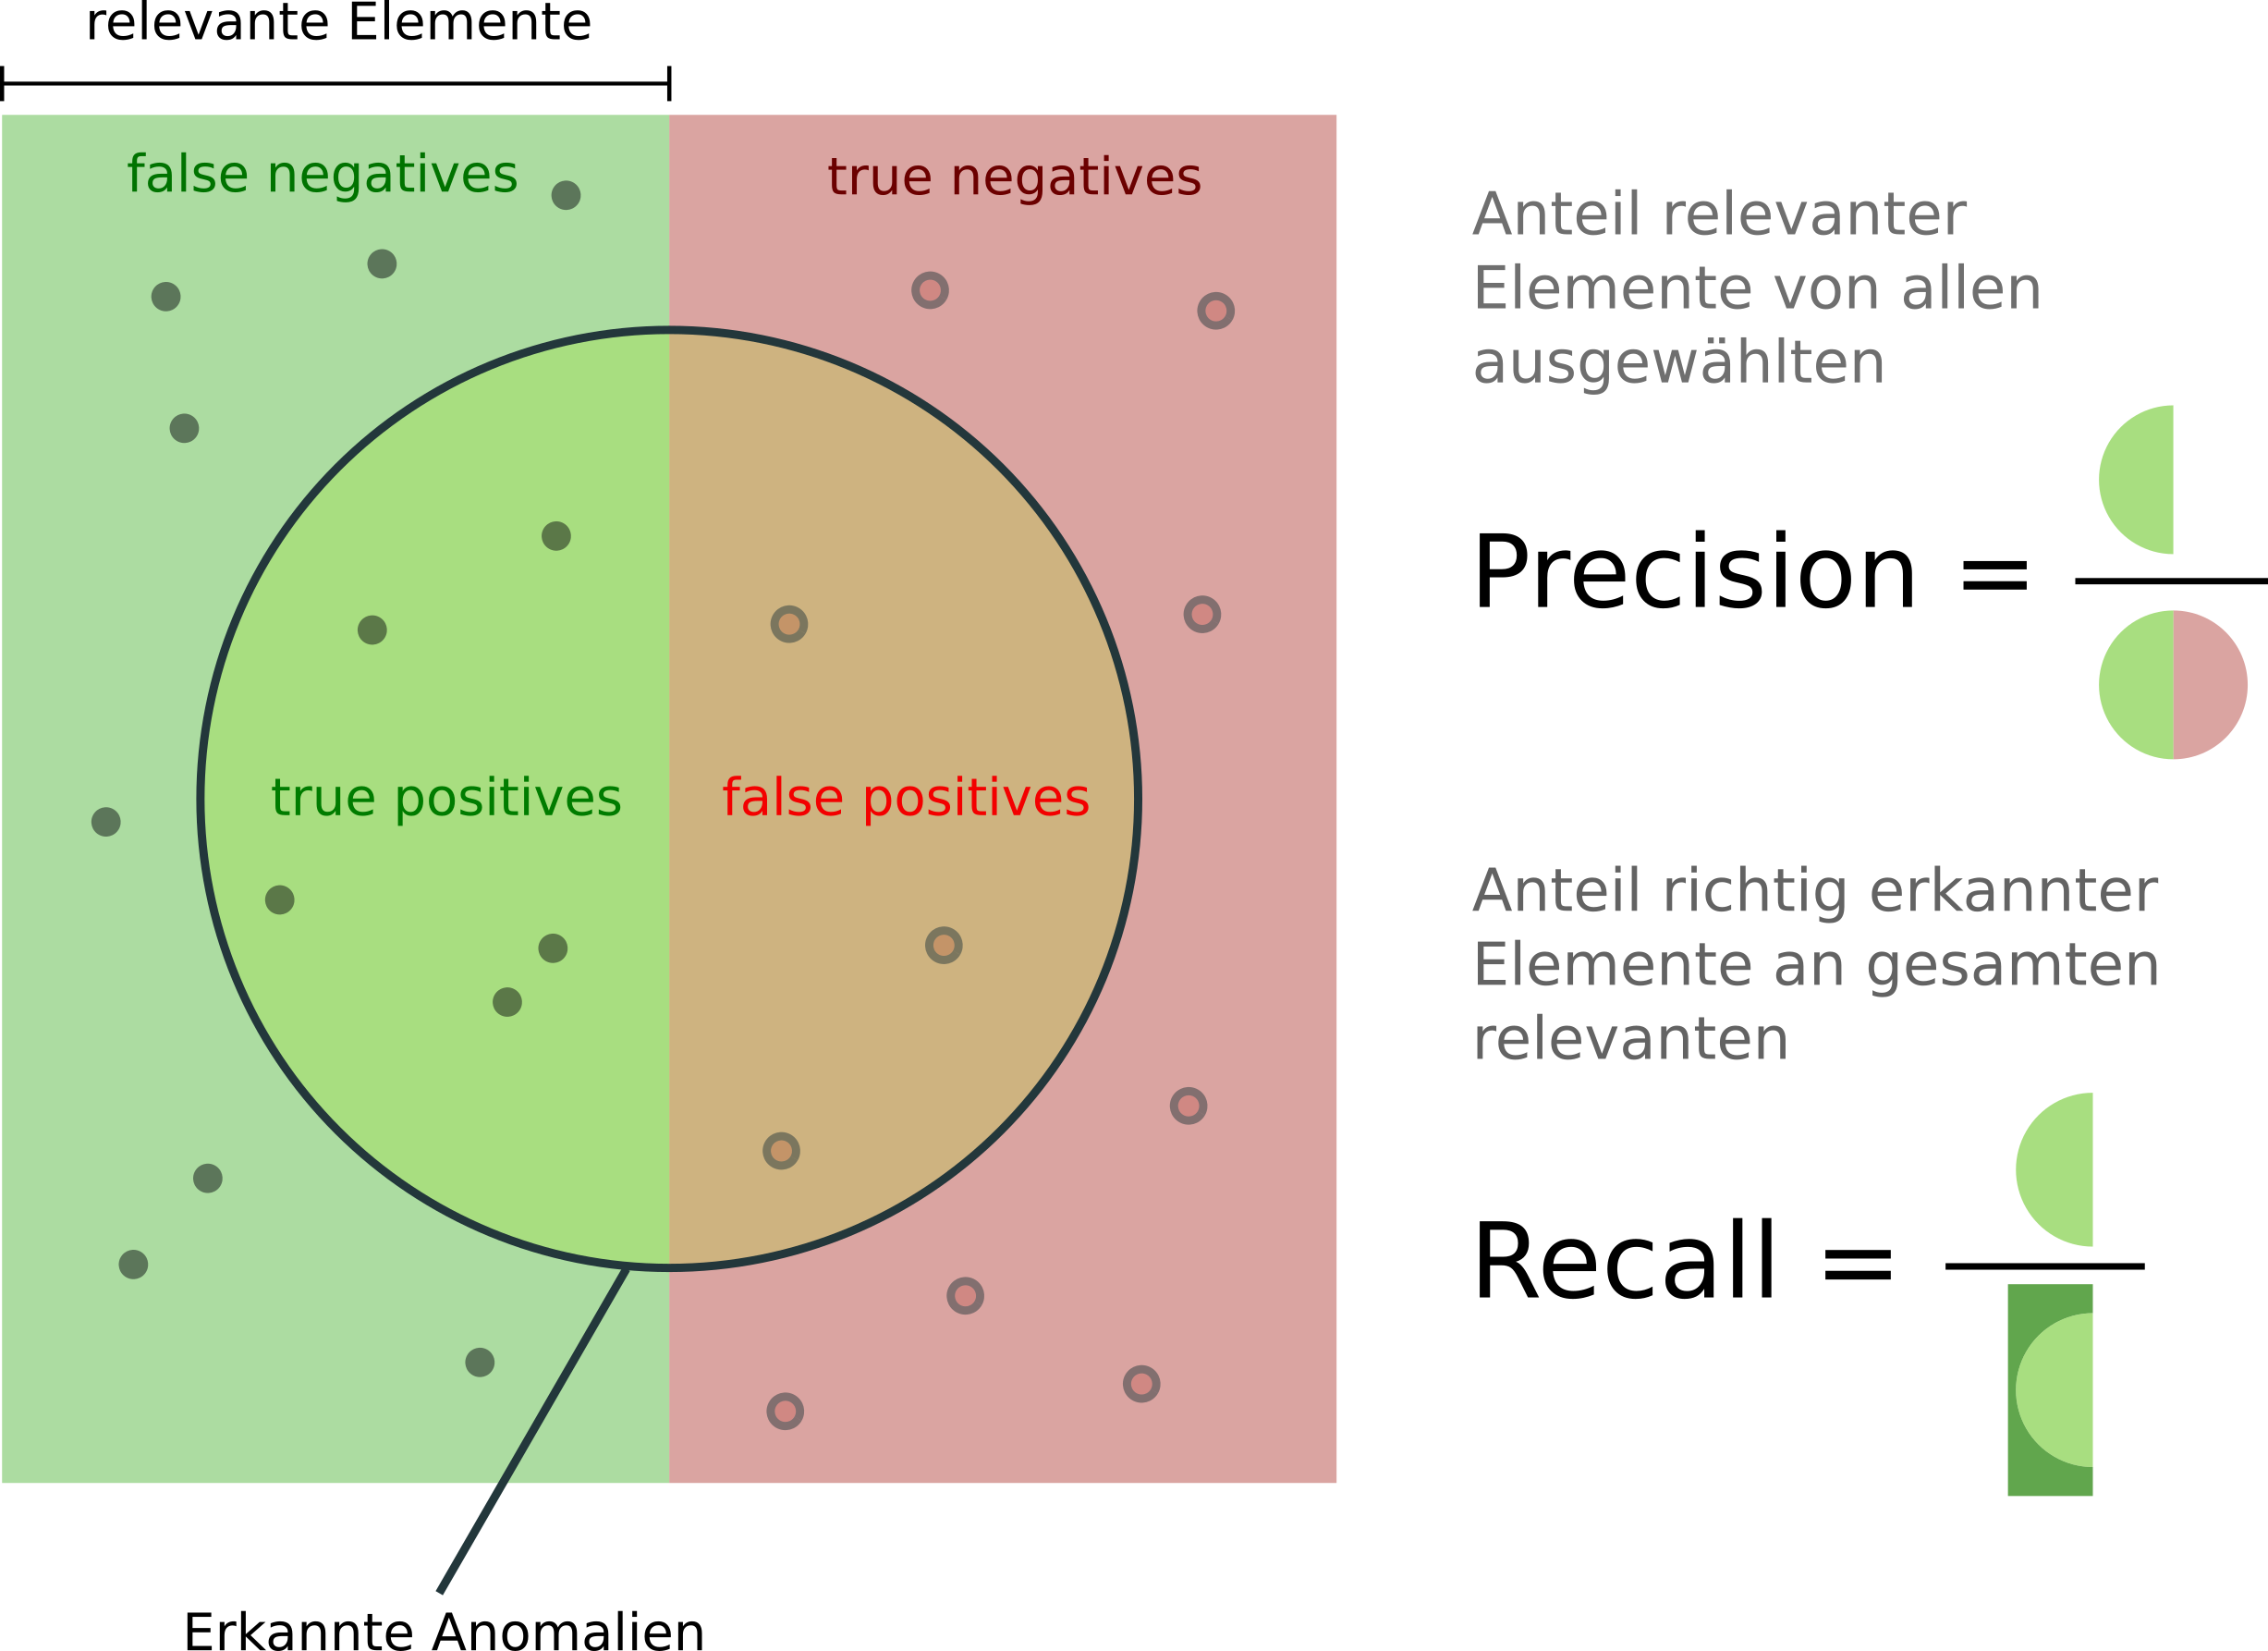 relevante Elemente
false negatives
true negatives
Anteil relevanter
Elemente von allen
ausgewählten
Precision =
true positives
false positives
Anteil richtig erkannter
Elemente an gesamten
relevanten
Recall =
Erkannte Anomalien